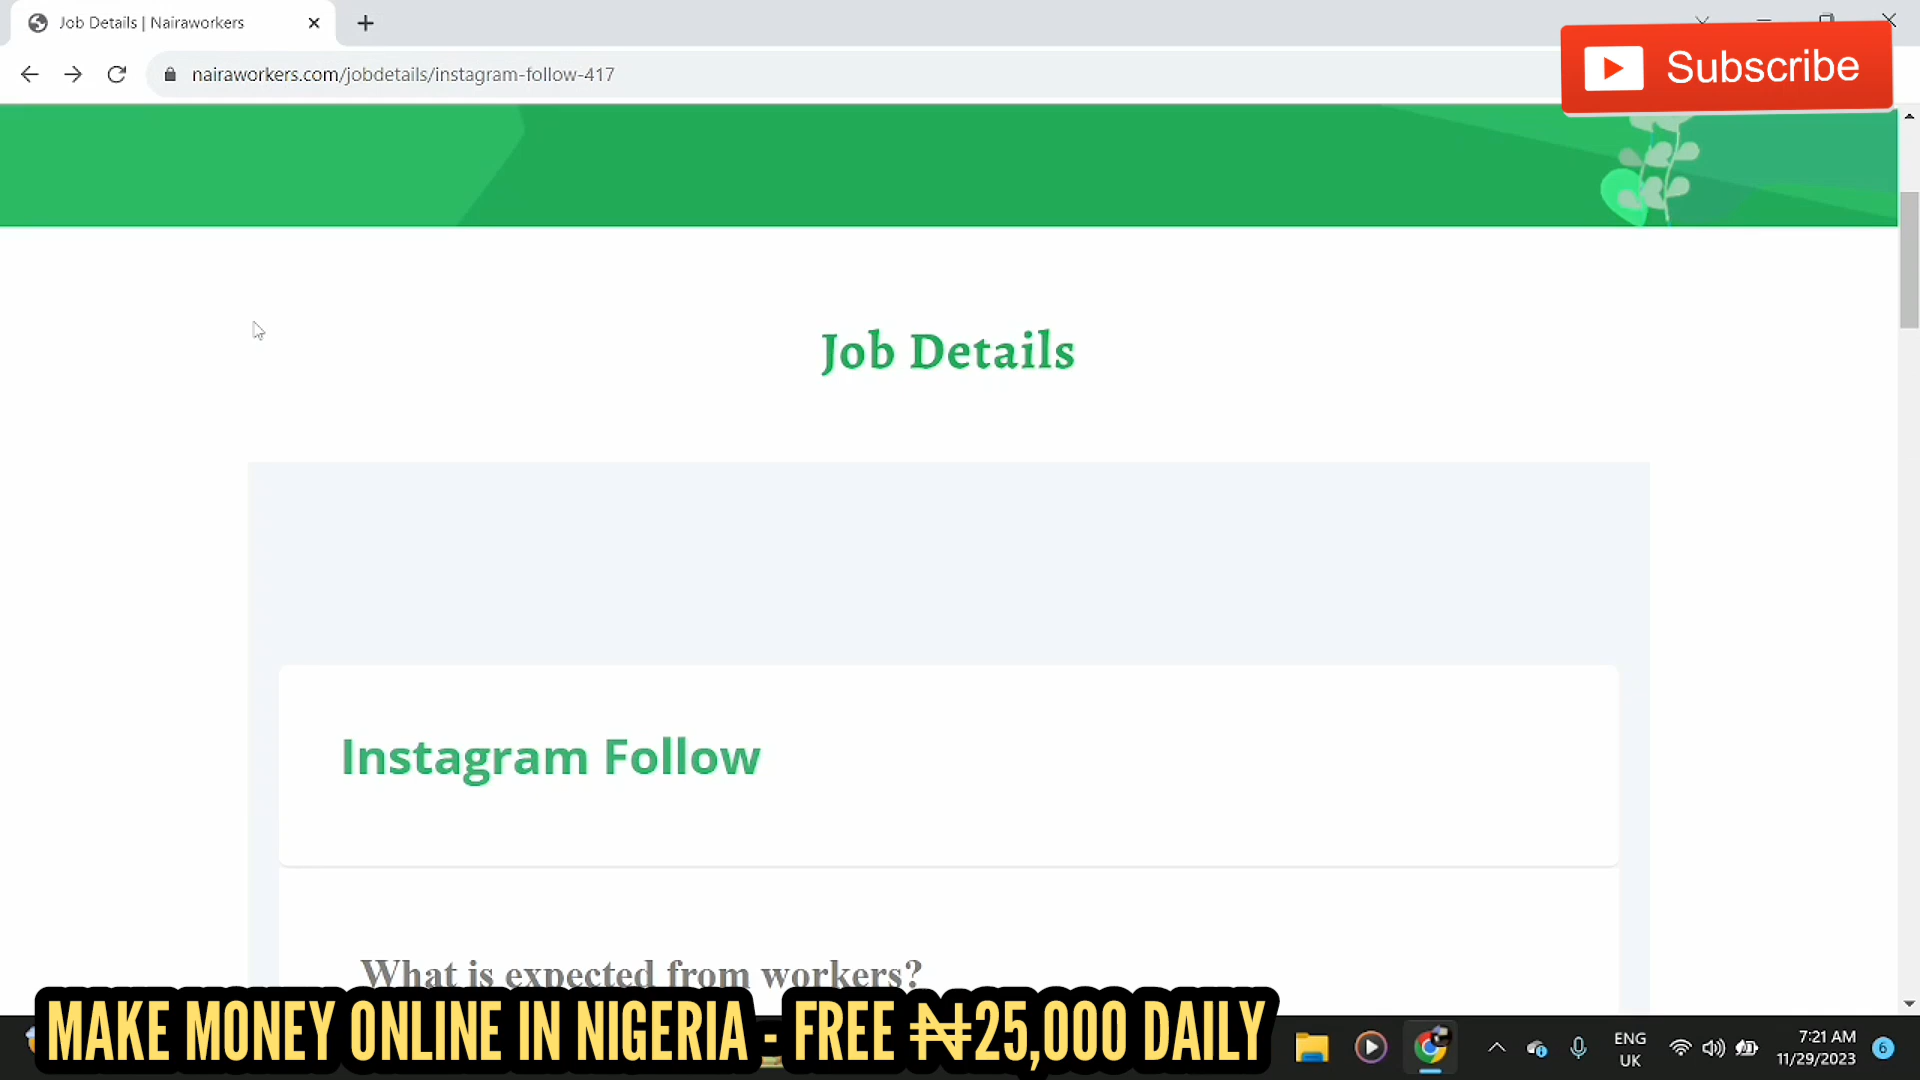 Job Details | Nairaworkers
nairaworkers.com/jobdetails/instagram-follow-417
Subscribe
Job Details
Instagram Follow
What is expected from workers?
MAKE MONEY ONLINE IN NIGERIA - FREE ₦25,000 DAILY
ENG
UK
7:21 AM
11/29/2023
6